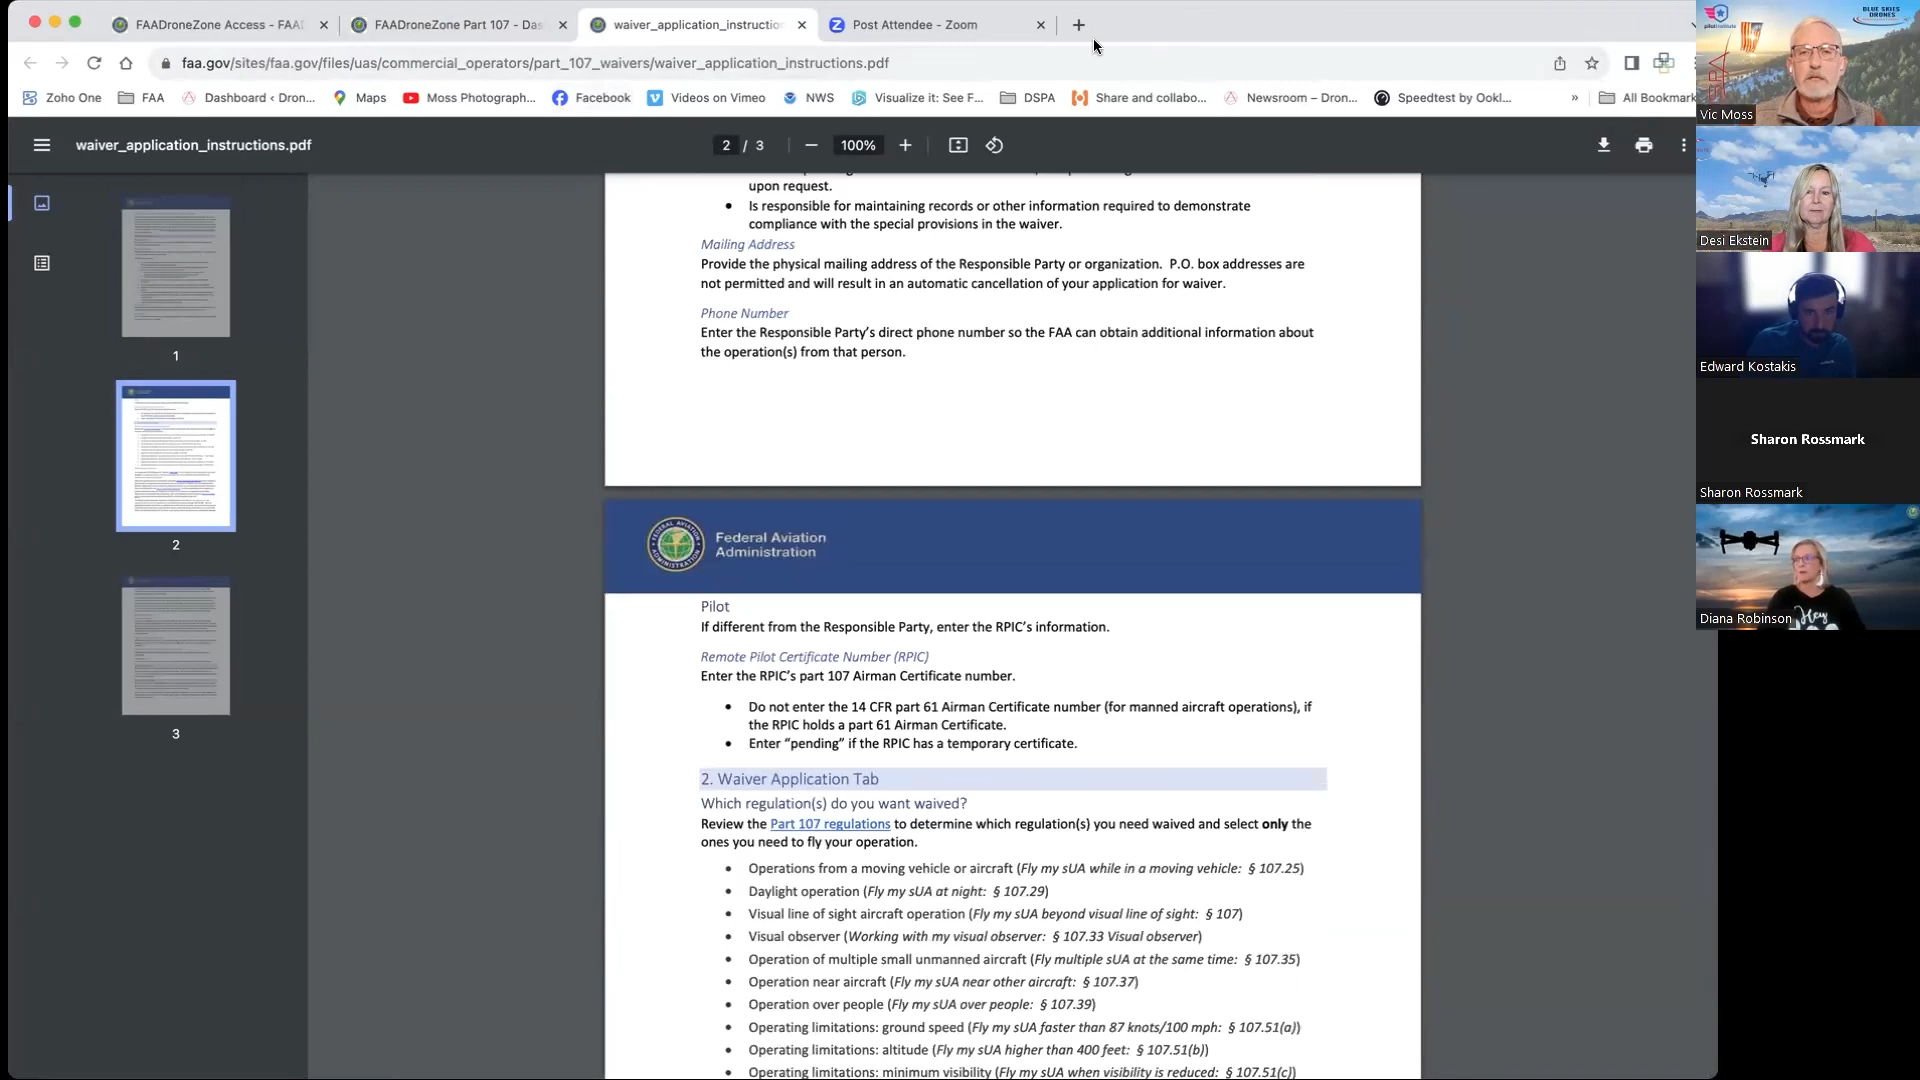 FAADroneZone Access - FAA
FAADroneZone Part 107 - Das
waiver_application_instructio
Post Attendee - Zoom
faa.gov/sites/faa.gov/files/uas/commercial_operators/part_107_waivers/waiver_application_instructions.pdf
Zoho One
FAA
Dashboard ‹ Dron...
Maps
Moss Photograph...
Facebook
Videos on Vimeo
NWS
Visualize it: See F...
DSPA
Share and collabo...
Newsroom – Dron...
Speedtest by Ookl...
»
All Bookmark
waiver_application_instructions.pdf
2 / 3
100%
1
2
3
upon request.
• Is responsible for maintaining records or other information required to demonstrate
compliance with the special provisions in the waiver.
Mailing Address
Provide the physical mailing address of the Responsible Party or organization. P.O. box addresses are
not permitted and will result in an automatic cancellation of your application for waiver.
Phone Number
Enter the Responsible Party's direct phone number so the FAA can obtain additional information about
the operation(s) from that person.
Federal Aviation
Administration
Pilot
If different from the Responsible Party, enter the RPIC's information.
Remote Pilot Certificate Number (RPIC)
Enter the RPIC's part 107 Airman Certificate number.
• Do not enter the 14 CFR part 61 Airman Certificate number (for manned aircraft operations), if
the RPIC holds a part 61 Airman Certificate.
• Enter "pending" if the RPIC has a temporary certificate.
2. Waiver Application Tab
Which regulation(s) do you want waived?
Review the Part 107 regulations to determine which regulation(s) you need waived and select only the
ones you need to fly your operation.
• Operations from a moving vehicle or aircraft (Fly my sUA while in a moving vehicle: § 107.25)
• Daylight operation (Fly my sUA at night: § 107.29)
• Visual line of sight aircraft operation (Fly my sUA beyond visual line of sight: § 107)
• Visual observer (Working with my visual observer: § 107.33 Visual observer)
• Operation of multiple small unmanned aircraft (Fly multiple sUA at the same time: § 107.35)
• Operation near aircraft (Fly my sUA near other aircraft: § 107.37)
• Operation over people (Fly my sUA over people: § 107.39)
• Operating limitations: ground speed (Fly my sUA faster than 87 knots/100 mph: § 107.51(a))
• Operating limitations: altitude (Fly my sUA higher than 400 feet: § 107.51(b))
• Operating limitations: minimum visibility (Fly my sUA when visibility is reduced: § 107.51(c))
BLUE SKIES
DRONES
Vic Moss
Desi Ekstein
Edward Kostakis
Sharon Rossmark
Sharon Rossmark
Hey
Diana Robinson